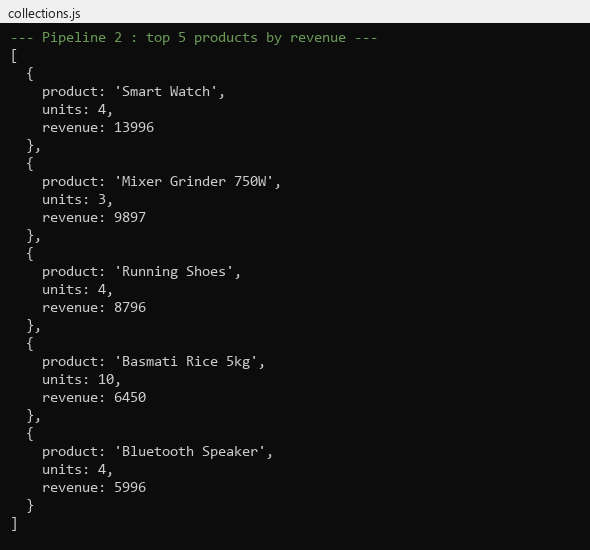 collections.js
--- Pipeline 2 : top 5 products by revenue ---
[
  {
    product: 'Smart Watch',
    units: 4,
    revenue: 13996
  },
  {
    product: 'Mixer Grinder 750W',
    units: 3,
    revenue: 9897
  },
  {
    product: 'Running Shoes',
    units: 4,
    revenue: 8796
  },
  {
    product: 'Basmati Rice 5kg',
    units: 10,
    revenue: 6450
  },
  {
    product: 'Bluetooth Speaker',
    units: 4,
    revenue: 5996
  }
]